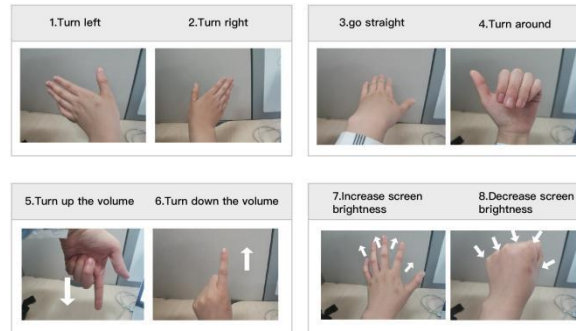 1.Turn left
2.Turn right
3.go straight
4.Turn around
5.Turn up the volume
6.Turn down the volume
7.Increase screen
brightness
8.Decrease screen
brightness